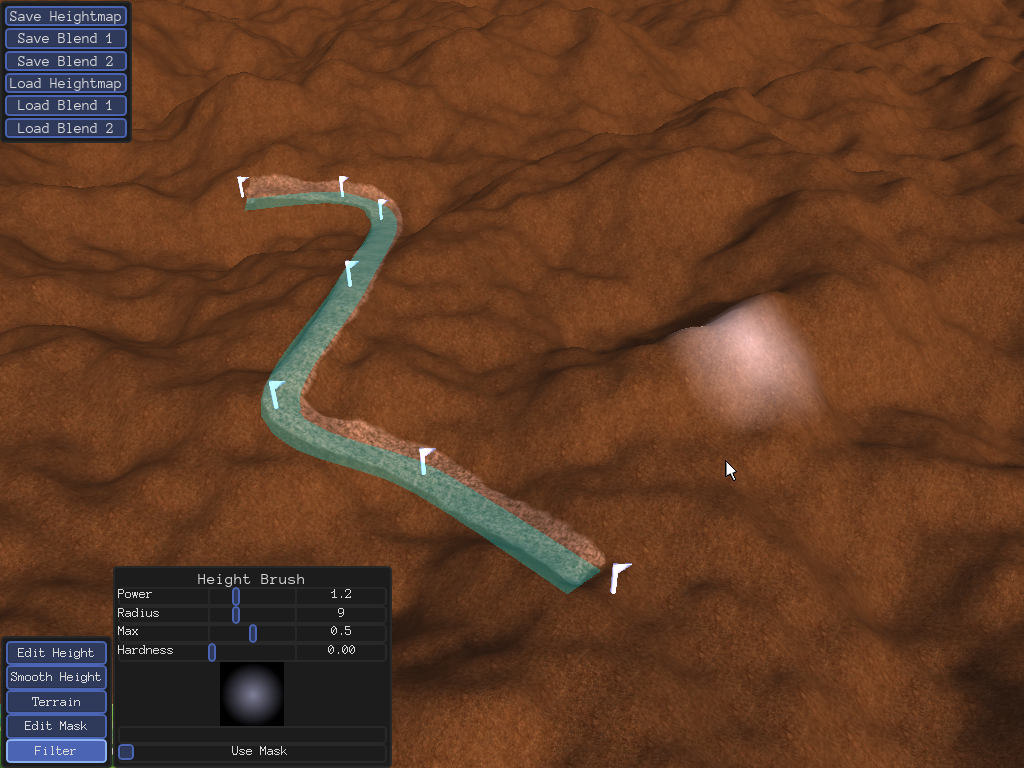 Save Heightmap
Save Blend 1
Save Blend 2
Load Heightmap
Load Blend 1
Load Blend 2
Height Brush
Power 1.2
Radius 9
Max 0.5
Hardness 0.00
Use Mask
Edit Height
Smooth Height
Terrain
Edit Mask
Filter